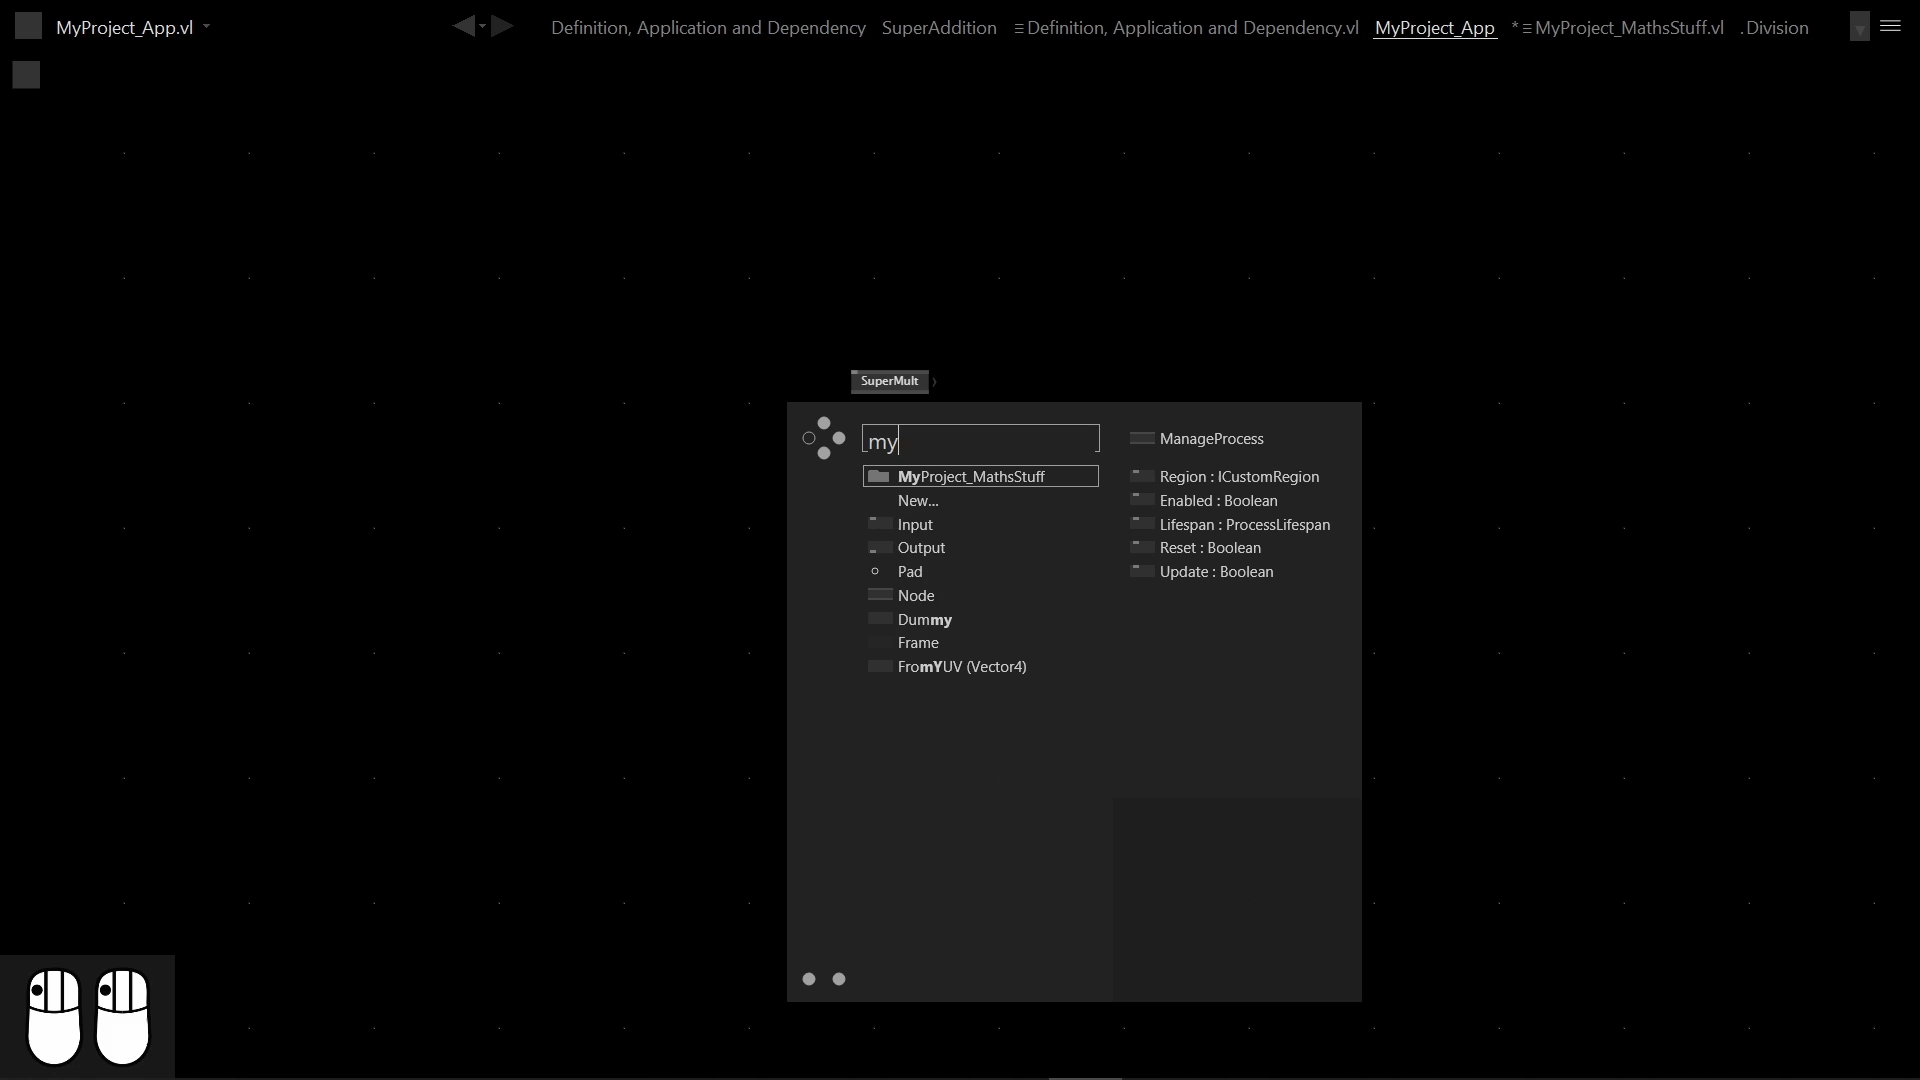 MyProject_App.vl
Definition, Application and Dependency SuperAddition Definition, Application and Dependency.vl MyProject_App * MyProject_MathsStuff.vl .Division
SuperMult
my
MyProject_MathsStuff
New...
Input
Output
Pad
Node
Dummy
Frame
FromYUV (Vector4)
ManageProcess
Region : ICustomRegion
Enabled : Boolean
Lifespan : ProcessLifespan
Reset : Boolean
Update : Boolean